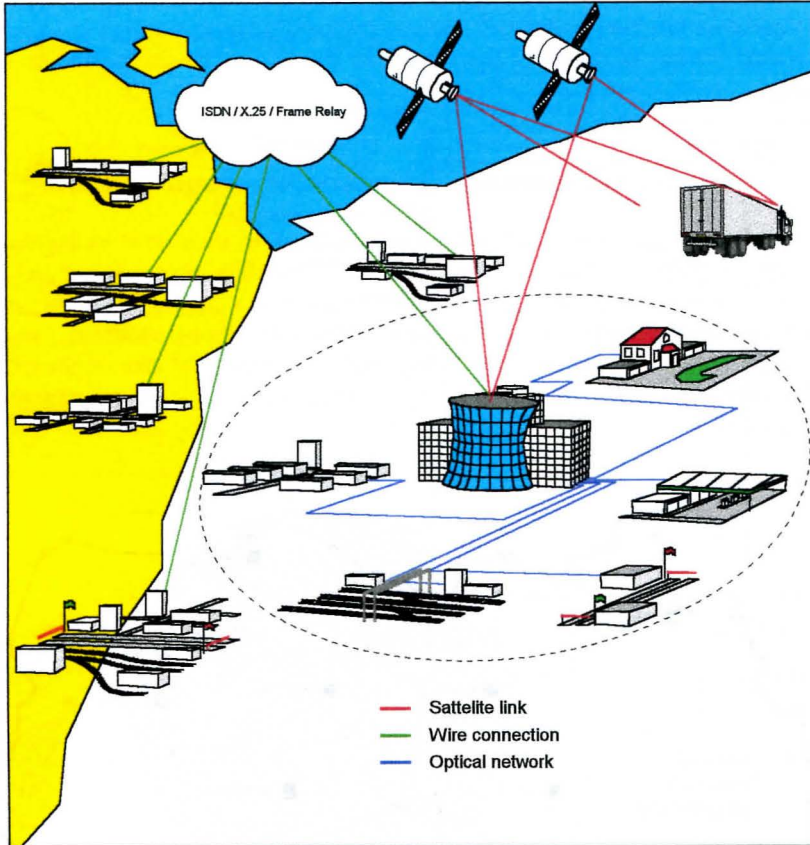 ISDN / X.25 / Frame Relay
Sattelite link
Wire connection
Optical network